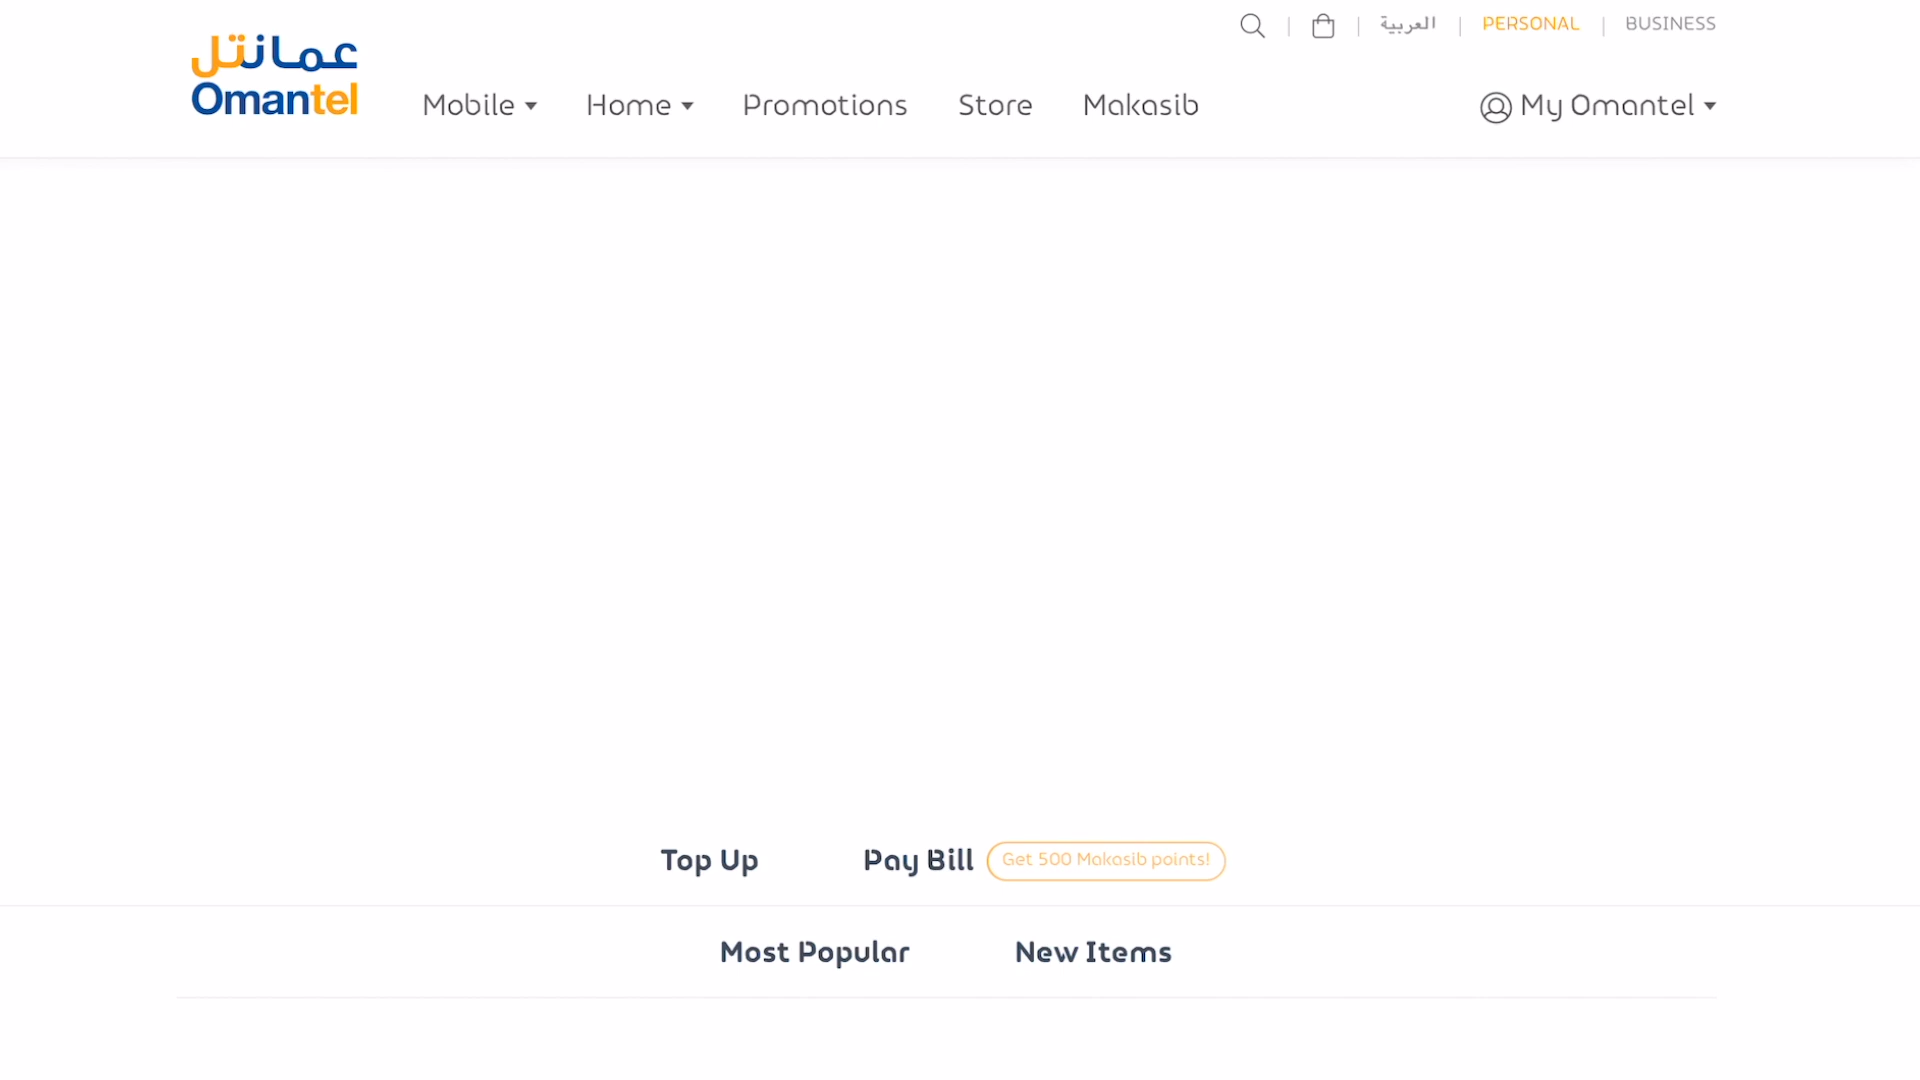 العربية
PERSONAL
BUSINESS
عمانتل
Omantel
Mobile
Home
Promotions
Store
Makasib
My Omantel
Top Up
Pay Bill
Get 500 Makasib points!
Most Popular
New Items